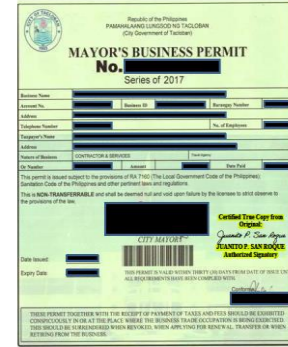 Republic of the Philippines
PAMAHALAANG LUNGSOD NG TACLOBAN
(City Government of Tacloban)
MAYOR'S BUSINESS PERMIT
No.
Series of 2017
Business Name
Account No. Business ID Barangay Number
Address
Telephone Number No. of Employees
Taxpayer's Name
Address
Nature of Business CONTRACTOR & SERVICES
Or Number Amount Date Paid
This permit is issued subject to the provisions of RA 7160 (The Local Government Code of the Philippines)
Sanitation Code of the Philippines and other pertinent laws and regulations
This is NON-TRANSFERRABLE and shall be deemed null and void upon failure by the licensee to strictly observe to
the provisions of the law.
Certified True Copy from
Original:
Juanito P. San Roque
JUANITO P. SAN ROQUE
Authorized Signatory
CITY MAYOR
Date Issued:
Expiry Date:
THIS PERMIT IS VALID WITHIN THIRTY (30) DAYS FROM DATE OF ISSUE UNTIL
ALL REQUIREMENTS HAVE BEEN COMPLIED WITH.
THESE PERMIT TOGETHER WITH THE RECEIPT OF PAYMENT OF TAXES AND FEES SHOULD BE EXHIBITED
CONSPICUOUSLY IN OR AT THE PLACE WHERE THE BUSINESS TRADE OCCUPATION IS BEING EXERCISED.
THIS SHOULD BE SURRENDERED WHEN REVOKED, WHEN APPLYING FOR RENEWAL, TRANSFER OR WHEN
RETIRING FROM THE BUSINESS.